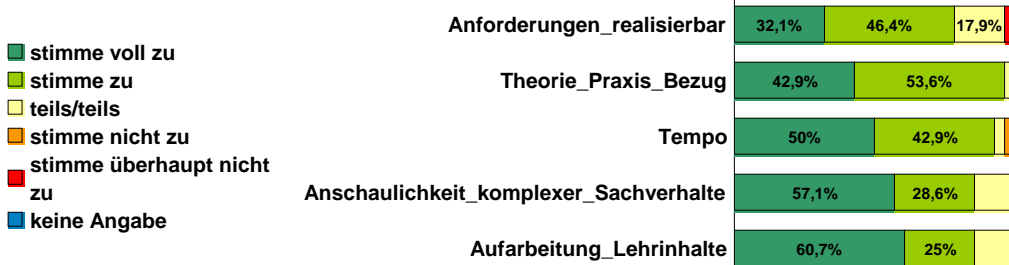 stimme voll zu
stimme zu
teils/teils
stimme nicht zu
stimme überhaupt nicht
zu
keine Angabe
Anforderungen_realisierbar 32,1% 46,4% 17,9%
Theorie_Praxis_Bezug 42,9% 53,6%
Tempo 50% 42,9%
Anschaulichkeit_komplexer_Sachverhalte 57,1% 28,6%
Aufarbeitung_Lehrinhalte 60,7% 25%